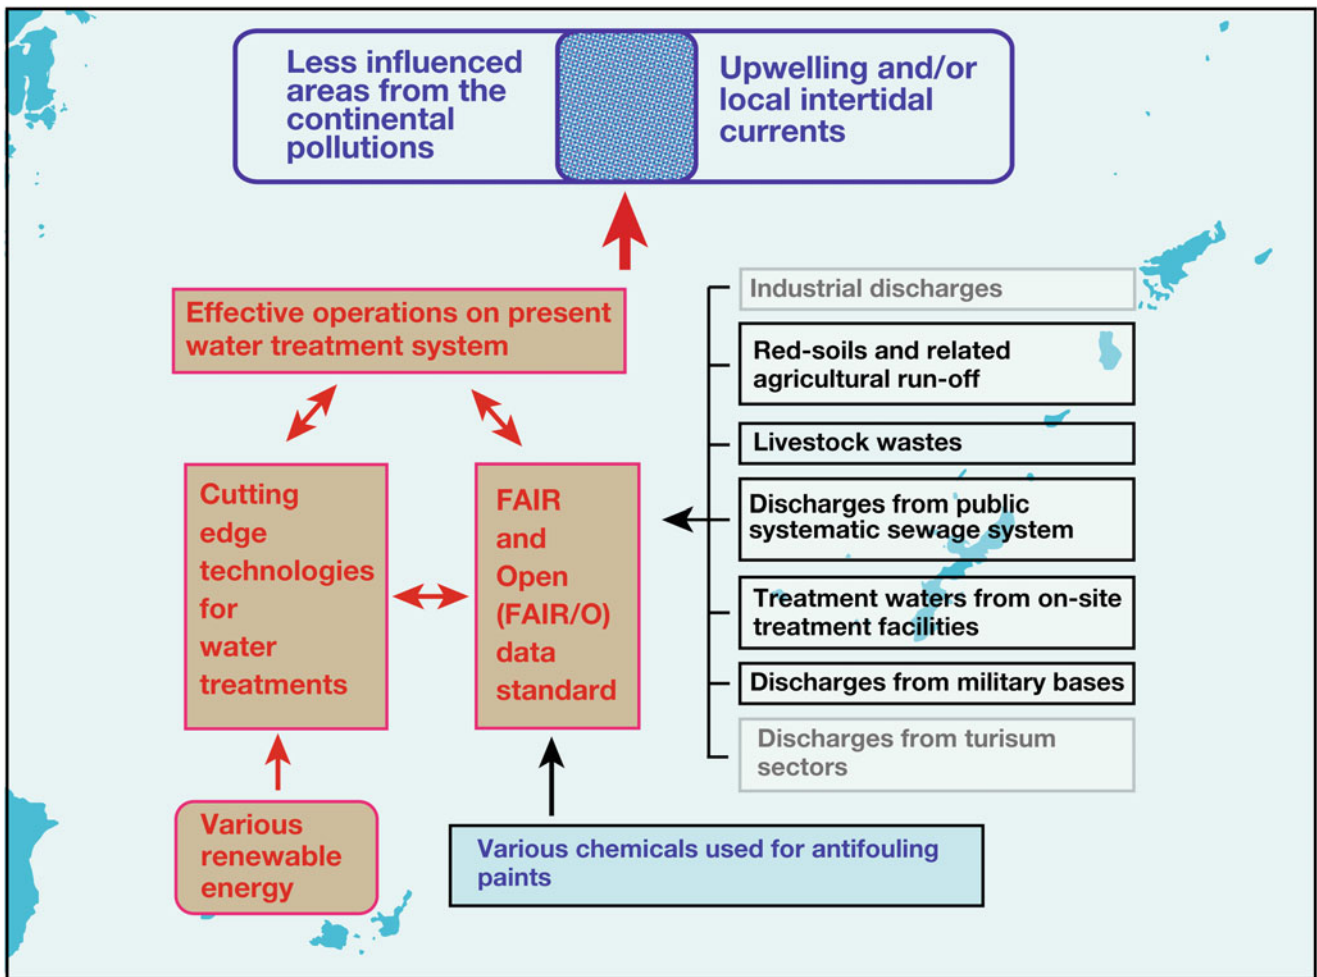 Less influenced
areas from the
continental
pollutions
Upwelling and/or
local intertidal
currents
Effective operations on present
water treatment system
Cutting
edge
technologies
for
water
treatments
FAIR
and
Open
(FAIR/O)
data
standard
Industrial discharges
Red-soils and related
agricultural run-off
Livestock wastes
Discharges from public
systematic sewage system
Treatment waters from on-site
treatment facilities
Discharges from military bases
Discharges from turisum
sectors
Various
renewable
energy
Various chemicals used for antifouling
paints